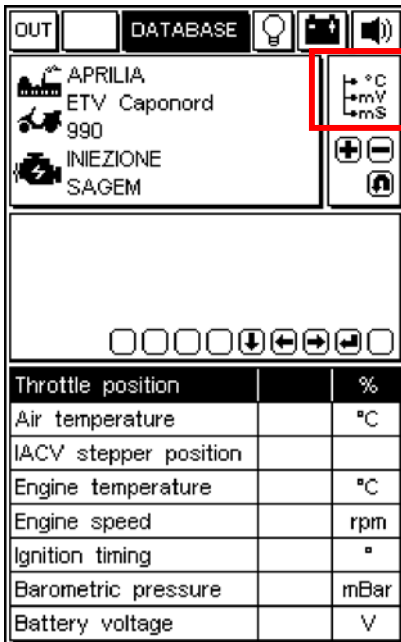 OUT
DATABASE
APRILIA
ETV Caponord
990
INIEZIONE
SAGEM
°C
mV
mS
Throttle position %
Air temperature °C
IACV stepper position
Engine temperature °C
Engine speed rpm
Ignition timing °
Barometric pressure mBar
Battery voltage V